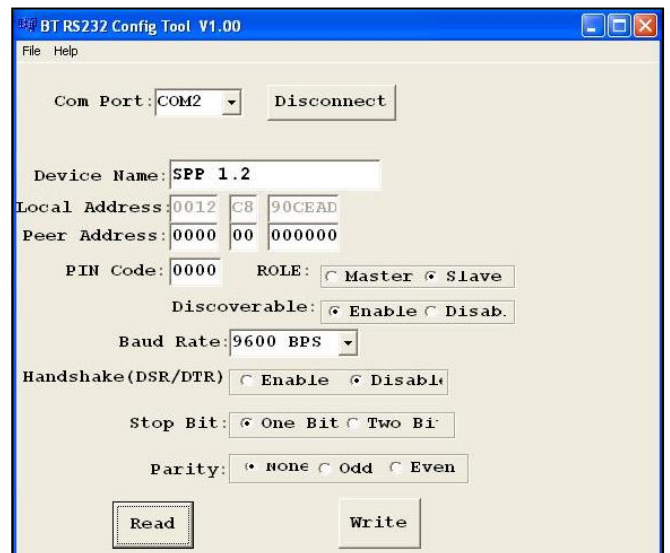 BT RS232 Config Tool V1.00
File Help
Com Port: COM2 Disconnect
Device Name: SPP 1.2
Local Address: 0012 C8 90CEAD
Peer Address: 0000 00 000000
PIN Code: 0000 ROLE: Master Slave
Discoverable: Enable Disab.
Baud Rate: 9600 BPS
Handshake(DSR/DTR) Enable Disable
Stop Bit: One Bit Two Bi
Parity: None Odd Even
Read Write